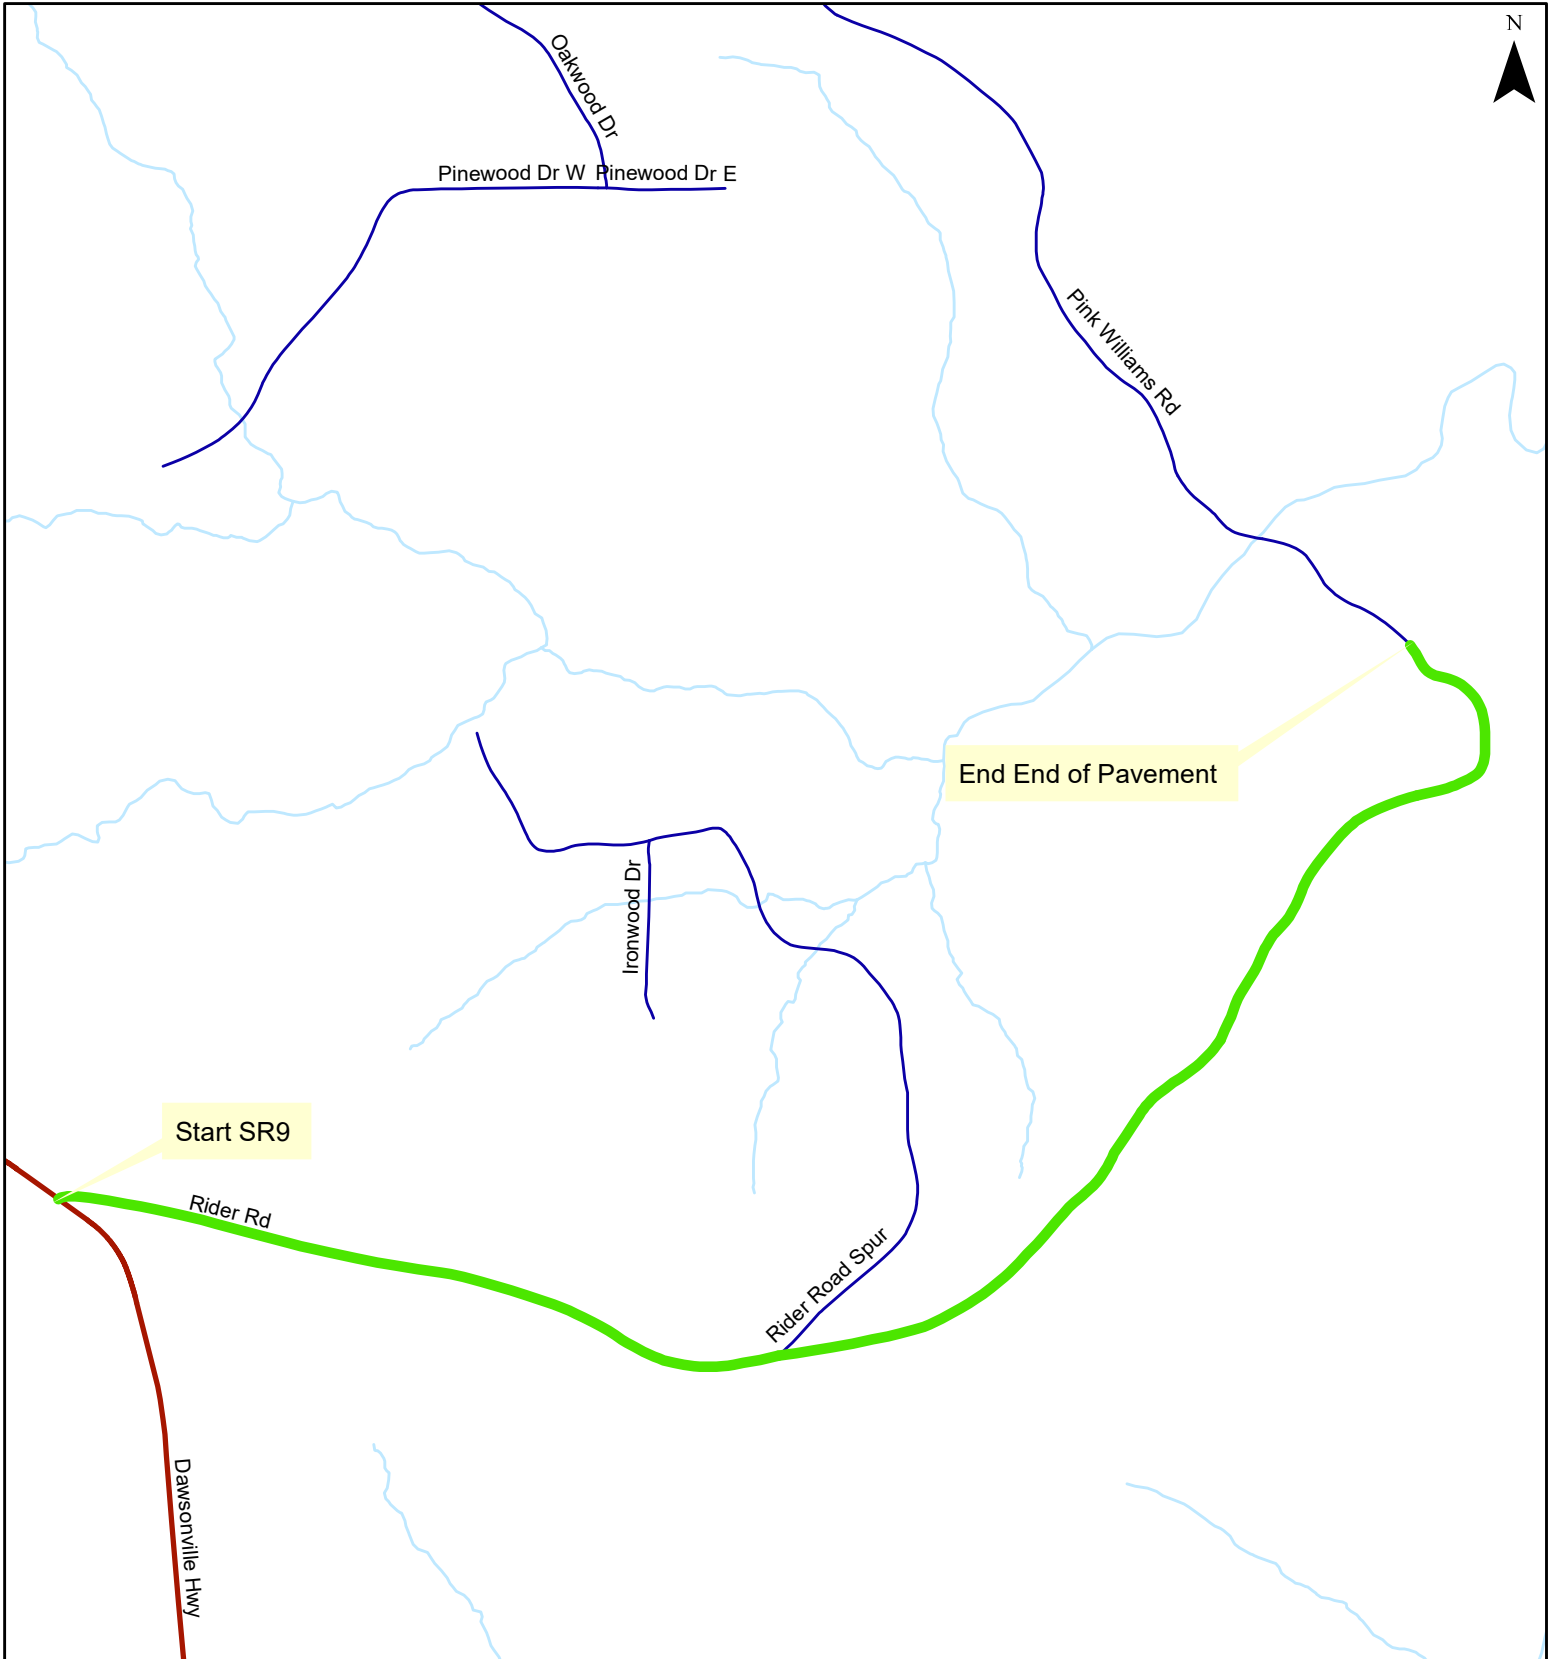 N
Oakwood Dr
Pinewood Dr W Pinewood Dr E
Pink Williams Rd
End End of Pavement
Ironwood Dr
Start SR9
Rider Rd
Rider Road Spur
Dawsonville Hwy